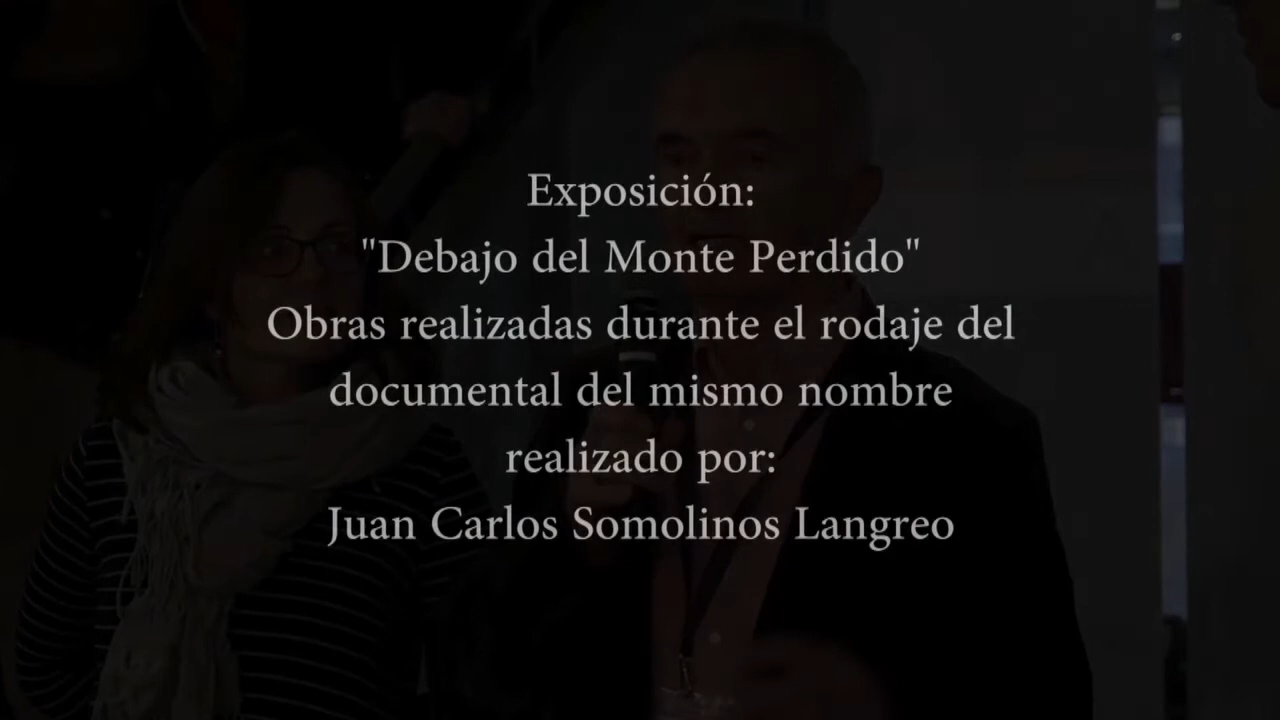 Exposición:
"Debajo del Monte Perdido"
Obras realizadas durante el rodaje del
documental del mismo nombre
realizado por:
Juan Carlos Somolinos Langreo